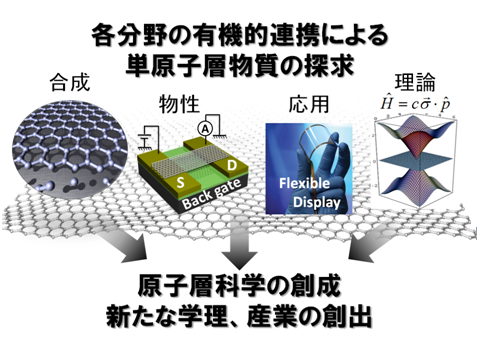 各分野の有機的連携による
単原子層物質の探求
合成
物性
応用
理論
Ĥ = cσ⃗ · p̂
A
S
D
Back gate
Flexible
Display
原子層科学の創成
新たな学理、産業の創出